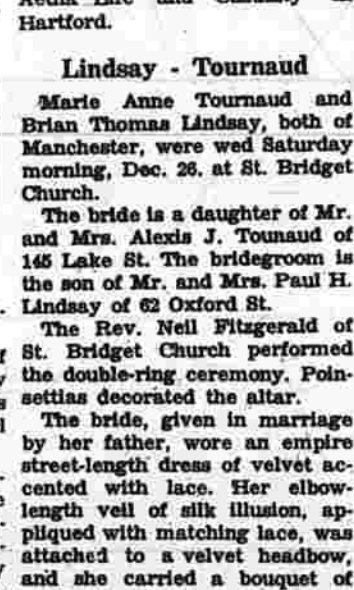 Hartford.
Lindsay - Tournaud
Marie Anne Tournaud and
Brian Thomas Lindsay, both of
Manchester, were wed Saturday
morning, Dec. 26. at St. Bridget
Church.
The bride is a daughter of Mr.
and Mrs. Alexis J. Tounaud of
145 Lake St. The bridegroom is
the son of Mr. and Mrs. Paul H.
Lindsay of 62 Oxford St.
The Rev. Neil Fitzgerald of
St. Bridget Church performed
the double-ring ceremony. Poin-
settias decorated the altar.
The bride, given in marriage
by her father, wore an empire
street-length dress of velvet ac-
cented with lace. Her elbow-
length veil of silk illusion, ap-
pliqued with matching lace, was
attached to a velvet headbow,
and she carried a bouquet of